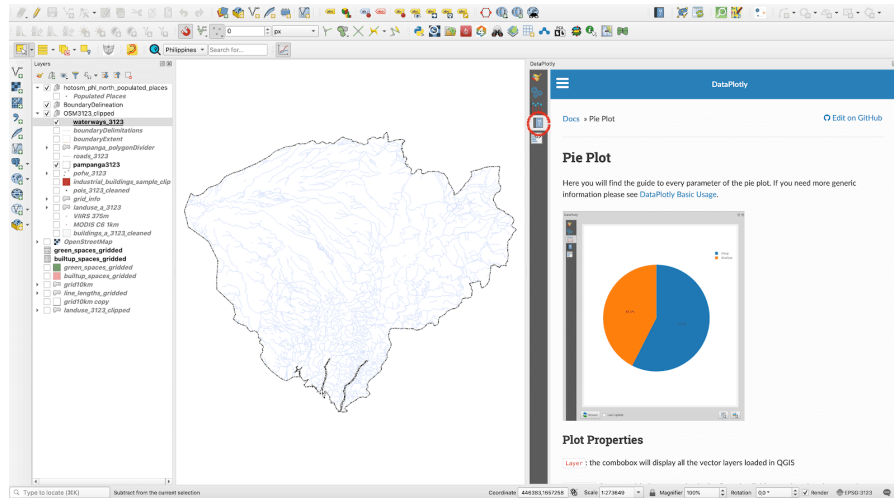 0
px
Philippines
Search for...
Layers
hotosm_phi_north_populated_places
Populated Places
BoundaryDelineation
OSM3123_clipped
waterways_3123
boundaryDelimitations
boundaryExtent
Pampanga_polygonDivider
roads_3123
pampanga3123
pofw_3123
industrial_buildings_sample_clip
pois_3123_cleaned
grid_info
landuse_a_3123
VIIRS 375m
MODIS C6 1km
buildings_a_3123_cleaned
OpenStreetMap
green_spaces_gridded
builtup_spaces_gridded
green_spaces_gridded
builtup_spaces_gridded
grid10km
line_lengths_gridded
grid10km copy
landuse_3123_clipped
DataPlotly
DataPlotly
Docs » Pie Plot
Edit on GitHub
Pie Plot
Here you will find the guide to every parameter of the pie plot. If you need more generic
information please see DataPlotly Basic Usage.
Plot Properties
Layer : the combobox will display all the vector layers loaded in QGIS
Type to locate (⌘K)
Subtract from the current selection
Coordinate 446383,1657258
Scale 1:273649
Magnifier 100%
Rotation 0,0 °
Render
EPSG:3123